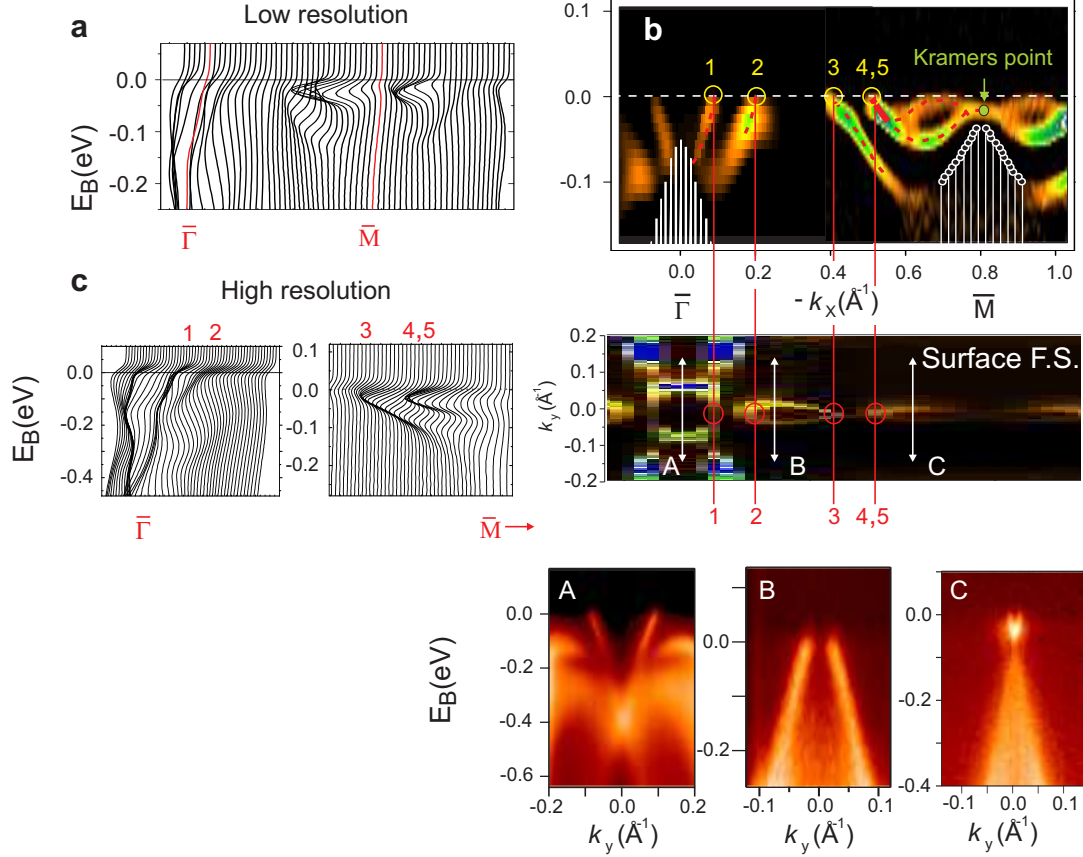 Low resolution
a
E_B(eV)
0.0
-0.1
-0.2
Γ̅
M̅
b
0.1
0.0
-0.1
1
2
3
4,5
Kramers point
0.0
0.2
0.4
0.6
0.8
1.0
Γ̅
- k_X(Å⁻¹)
M̅
c
High resolution
1
2
3
4,5
E_B(eV)
0.0
-0.2
-0.4
0.1
0.0
-0.1
-0.2
Γ̅
M̅
k_y(Å⁻¹)
0.2
0.1
0.0
-0.1
-0.2
Surface F.S.
A
B
C
1
2
3
4,5
E_B(eV)
A
0.0
-0.2
-0.4
-0.6
-0.2
0.0
0.2
k_y(Å⁻¹)
B
0.0
-0.2
-0.1
0.0
0.1
k_y(Å⁻¹)
C
0.0
-0.2
-0.4
-0.1
0.0
0.1
k_y(Å⁻¹)